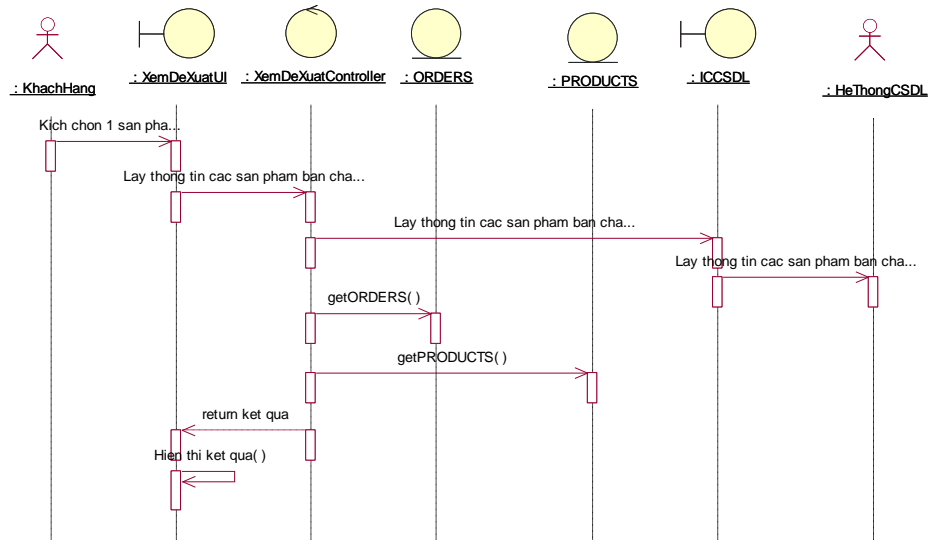 : KhachHang
: XemDeXuatUI
: XemDeXuatController
: ORDERS
: PRODUCTS
: ICCSDL
: HeThongCSDL
Kich chon 1 san pha...
Lay thong tin cac san pham ban cha...
Lay thong tin cac san pham ban cha...
Lay thong tin cac san pham ban cha...
getORDERS( )
getPRODUCTS( )
return ket qua
Hien thi ket qua( )